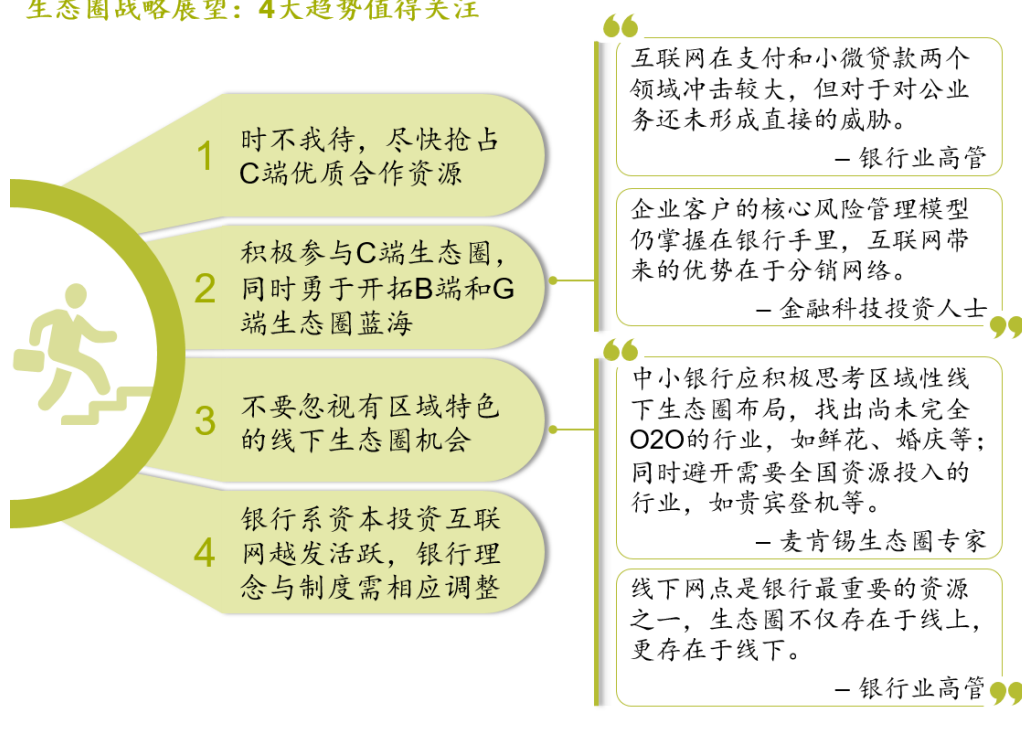 生态圈战略展望：4大趋势值得关注
1
时不我待，尽快抢占
C端优质合作资源
2
积极参与C端生态圈，
同时勇于开拓B端和G
端生态圈蓝海
3
不要忽视有区域特色
的线下生态圈机会
4
银行系资本投资互联
网越发活跃，银行理
念与制度需相应调整
“
互联网在支付和小微贷款两个
领域冲击较大，但对于对公业
务还未形成直接的威胁。
– 银行业高管
企业客户的核心风险管理模型
仍掌握在银行手里，互联网带
来的优势在于分销网络。
– 金融科技投资人士
”
“
中小银行应积极思考区域性线
下生态圈布局，找出尚未完全
O2O的行业，如鲜花、婚庆等；
同时避开需要全国资源投入的
行业，如贵宾登机等。
– 麦肯锡生态圈专家
线下网点是银行最重要的资源
之一，生态圈不仅存在于线上，
更存在于线下。
– 银行业高管
”